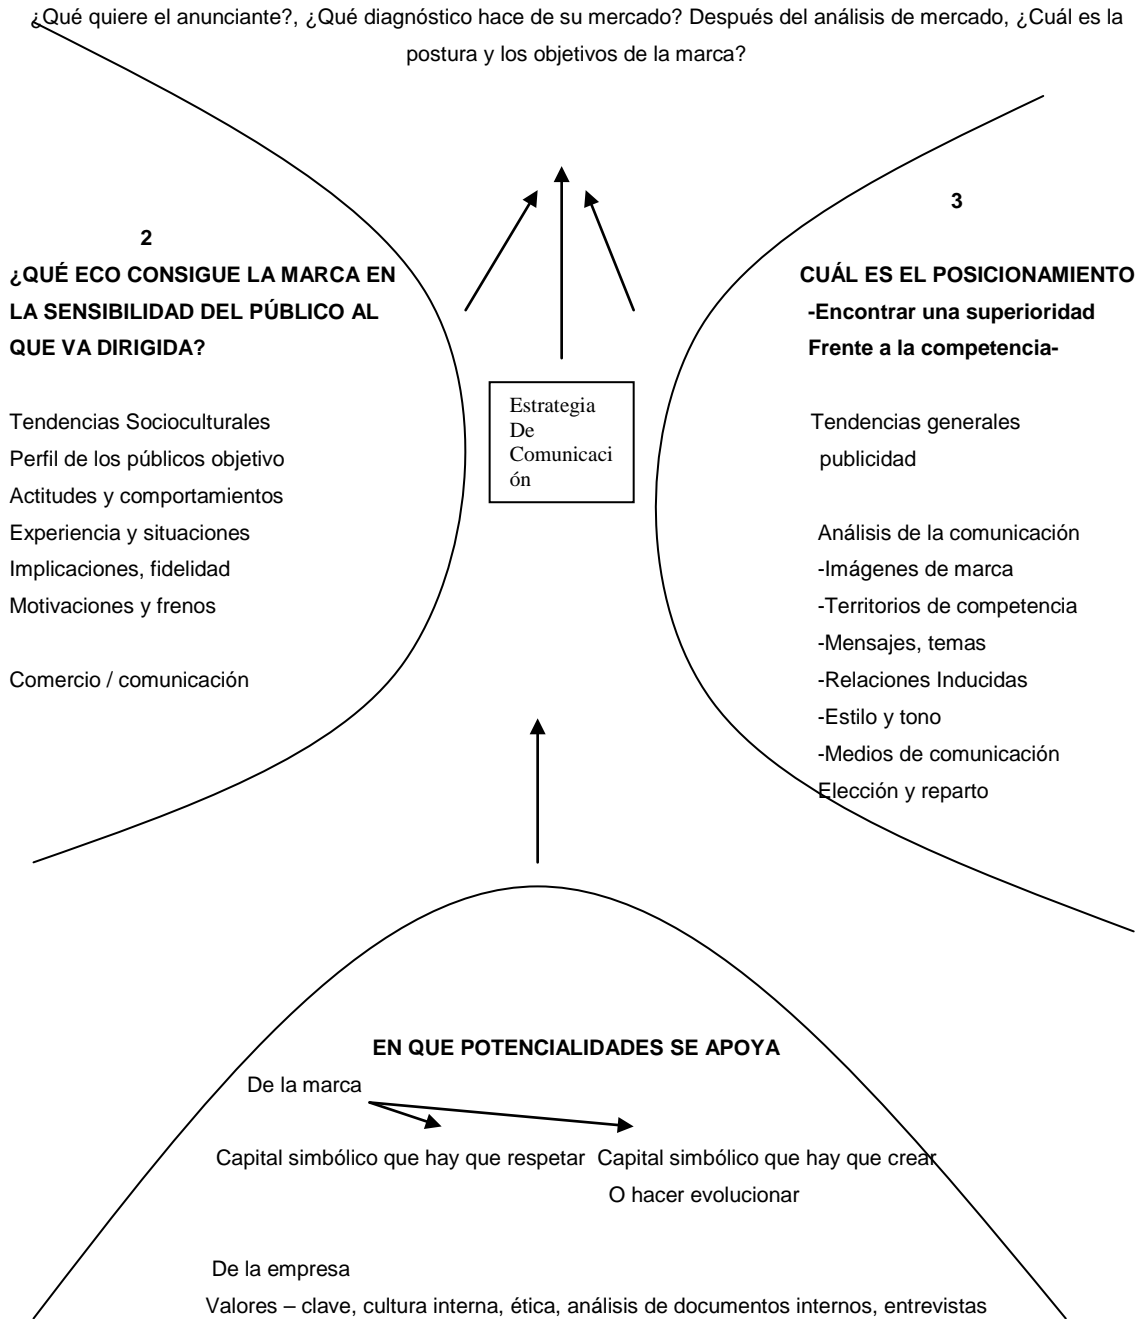 ¿Qué quiere el anunciante?, ¿Qué diagnóstico hace de su mercado? Después del análisis de mercado, ¿Cuál es la
postura y los objetivos de la marca?
2
¿QUÉ ECO CONSIGUE LA MARCA EN
LA SENSIBILIDAD DEL PÚBLICO AL
QUE VA DIRIGIDA?
Tendencias Socioculturales
Perfil de los públicos objetivo
Actitudes y comportamientos
Experiencia y situaciones
Implicaciones, fidelidad
Motivaciones y frenos
Comercio / comunicación
Estrategia
De
Comunicaci
ón
3
CUÁL ES EL POSICIONAMIENTO
-Encontrar una superioridad
Frente a la competencia-
Tendencias generales
publicidad
Análisis de la comunicación
-Imágenes de marca
-Territorios de competencia
-Mensajes, temas
-Relaciones Inducidas
-Estilo y tono
-Medios de comunicación
Elección y reparto
EN QUE POTENCIALIDADES SE APOYA
De la marca
Capital simbólico que hay que respetar Capital simbólico que hay que crear
O hacer evolucionar
De la empresa
Valores – clave, cultura interna, ética, análisis de documentos internos, entrevistas